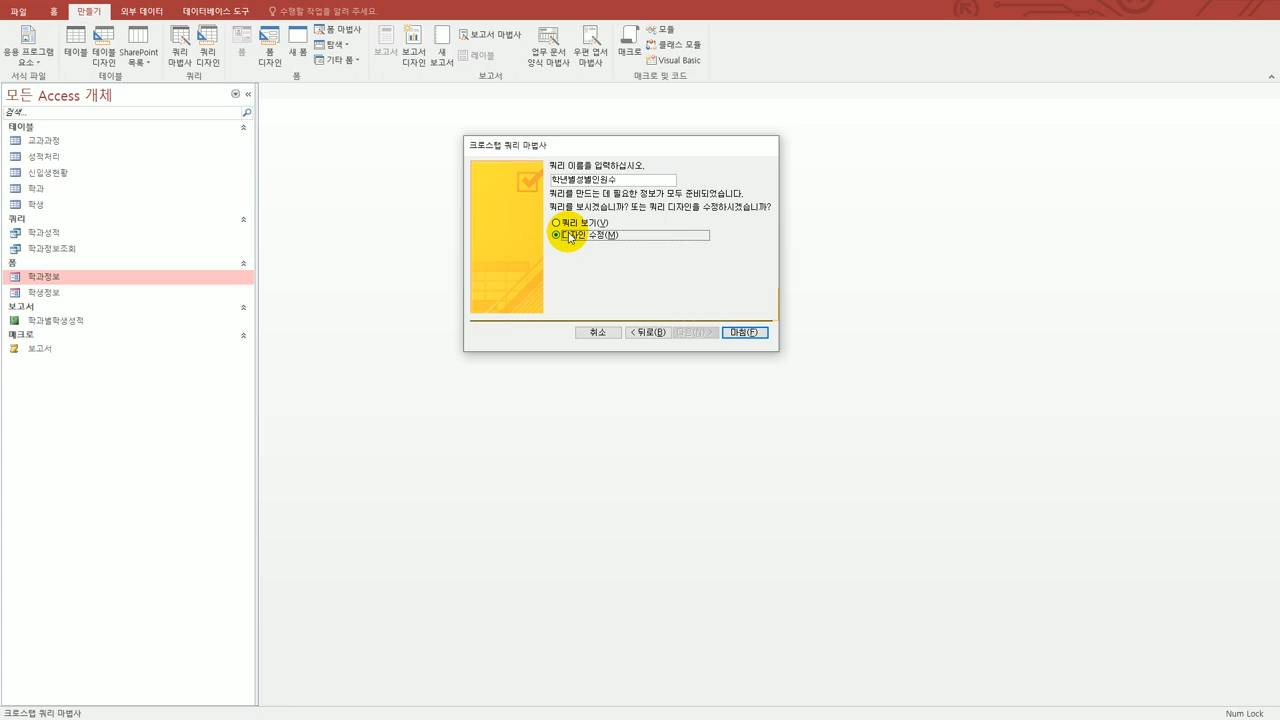 파일 홈 만들기 외부 데이터 데이터베이스 도구 수행할 작업을 알려 주세요.
응용 프로그램 요소
테이블
테이블 디자인
SharePoint 목록
쿼리 마법사
쿼리 디자인
폼
폼 디자인
새 폼
폼 마법사
탐색
기타 폼
보고서
보고서 디자인
새 보고서
보고서 마법사
레이블
업무 문서 양식 마법사
우편 엽서 마법사
매크로
모듈
클래스 모듈
Visual Basic
서식 파일 테이블 쿼리 폼 보고서 매크로 및 코드
모든 Access 개체
검색...
테이블
교과과정
성적처리
신입생현황
학과
학생
쿼리
학과성적
학과정보조회
폼
학과정보
학생정보
보고서
학과별학생성적
매크로
보고서
크로스탭 쿼리 마법사
쿼리 이름을 입력하십시오.
학년별성별인원수
쿼리를 만드는 데 필요한 정보가 모두 준비되었습니다.
쿼리를 보시겠습니까? 또는 쿼리 디자인을 수정하시겠습니까?
쿼리 보기(V)
디자인 수정(M)
취소 < 뒤로(B) 다음(N) > 마침(F)
크로스탭 쿼리 마법사 Num Lock